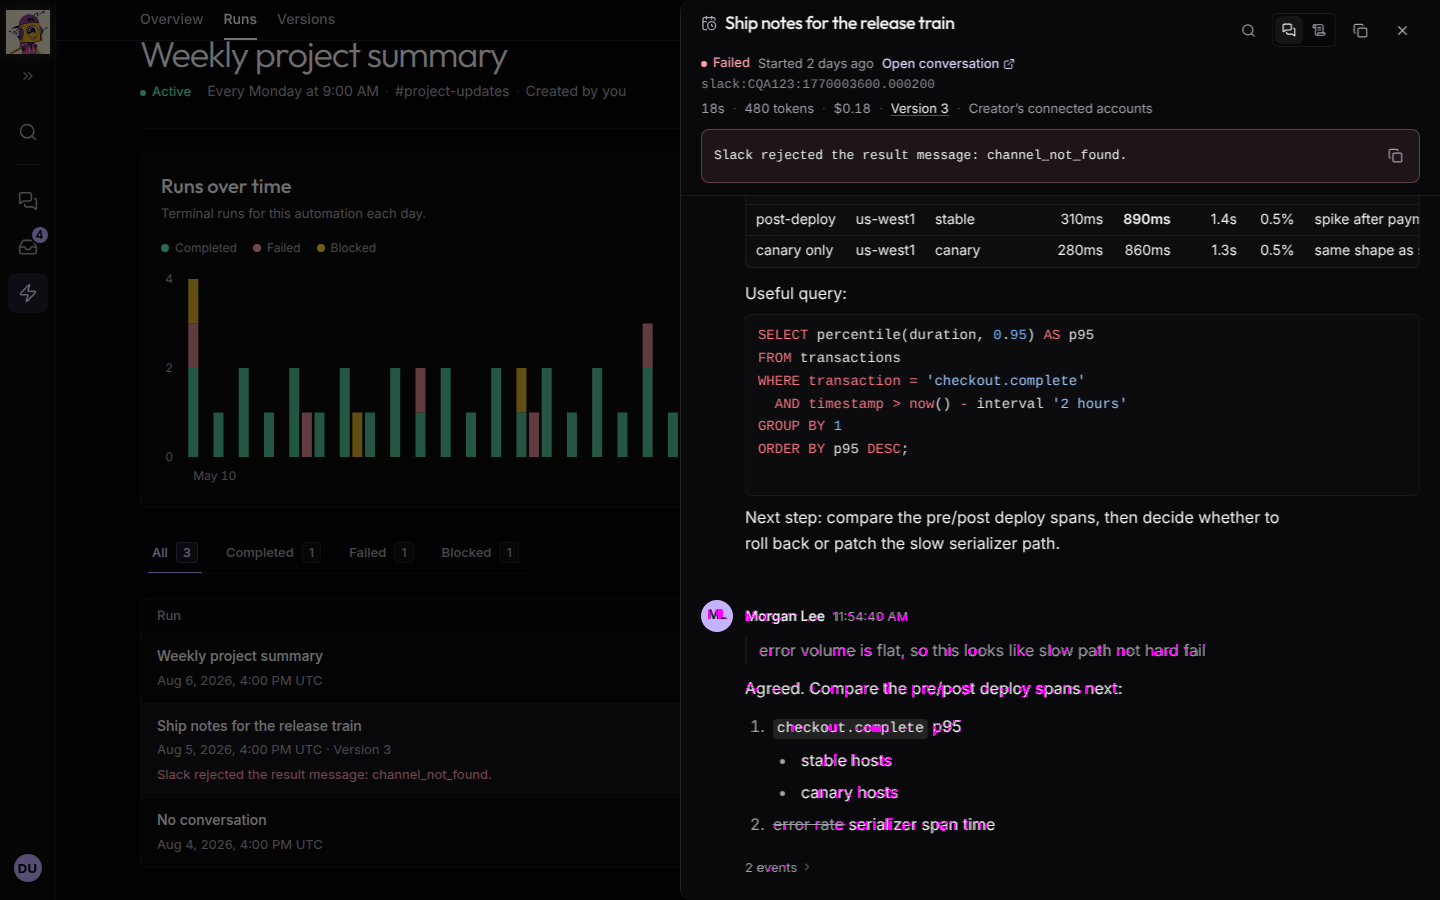 Overview Runs Versions
Weekly project summary
Active Every Monday at 9:00 AM · #project-updates · Created by you
4
DU
Runs over time
Terminal runs for this automation each day.
Completed Failed Blocked
4
2
0
May 10
All 3 Completed 1 Failed 1 Blocked 1
Run
Weekly project summary
Aug 6, 2026, 4:00 PM UTC
Ship notes for the release train
Aug 5, 2026, 4:00 PM UTC · Version 3
Slack rejected the result message: channel_not_found.
No conversation
Aug 4, 2026, 4:00 PM UTC
Ship notes for the release train
Failed Started 2 days ago Open conversation
slack:CQA123:1770003600.000200
18s · 480 tokens · $0.18 · Version 3 · Creator's connected accounts
Slack rejected the result message: channel_not_found.
post-deploy us-west1 stable 310ms 890ms 1.4s 0.5% spike after
canary only us-west1 canary 280ms 860ms 1.3s 0.5% same shape as
Useful query:
SELECT percentile(duration, 0.95) AS p95
FROM transactions
WHERE transaction = 'checkout.complete'
AND timestamp > now() - interval '2 hours'
GROUP BY 1
ORDER BY p95 DESC;
Next step: compare the pre/post deploy spans, then decide whether to
roll back or patch the slow serializer path.
ML Morgan Lee 11:54:40 AM
error volume is flat, so this looks like slow path not hard fail
Agreed. Compare the pre/post deploy spans next:
1. checkout.complete p95
• stable hosts
• canary hosts
2. error rate serializer span time
2 events